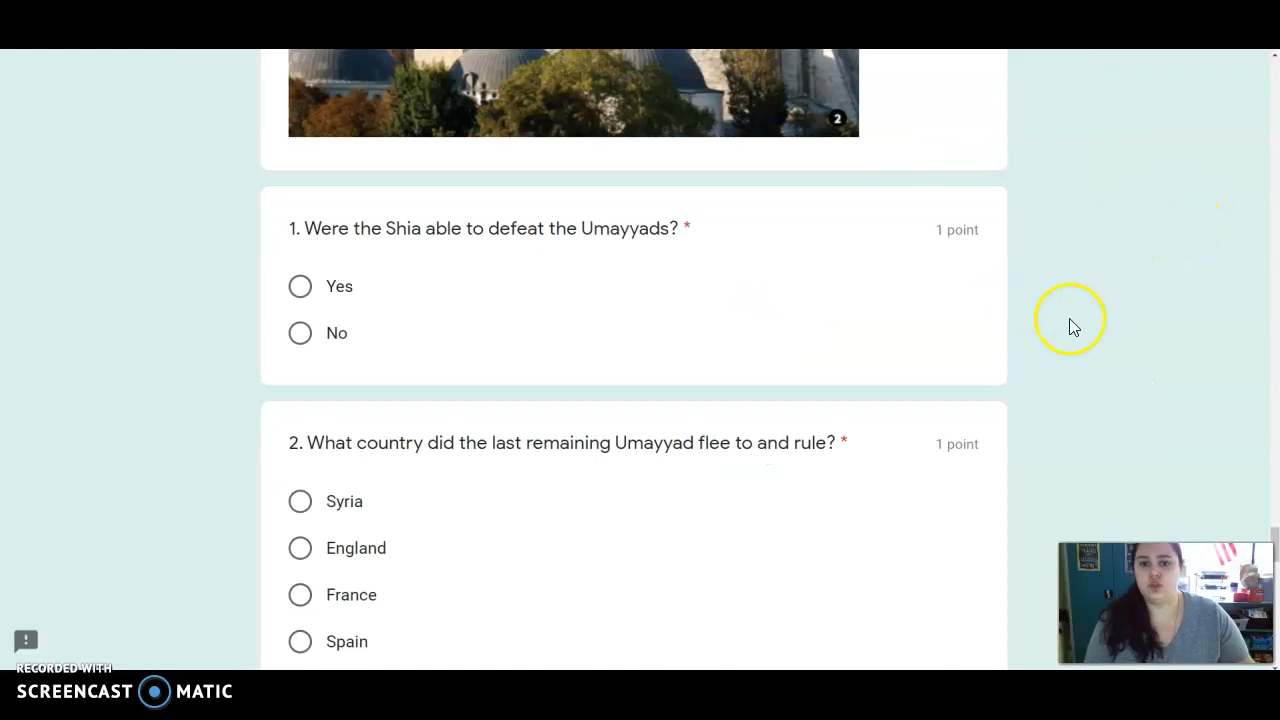 2
1. Were the Shia able to defeat the Umayyads? *
1 point
Yes
No
2. What country did the last remaining Umayyad flee to and rule? *
1 point
Syria
England
France
Spain
RECORDED WITH
SCREENCAST MATIC